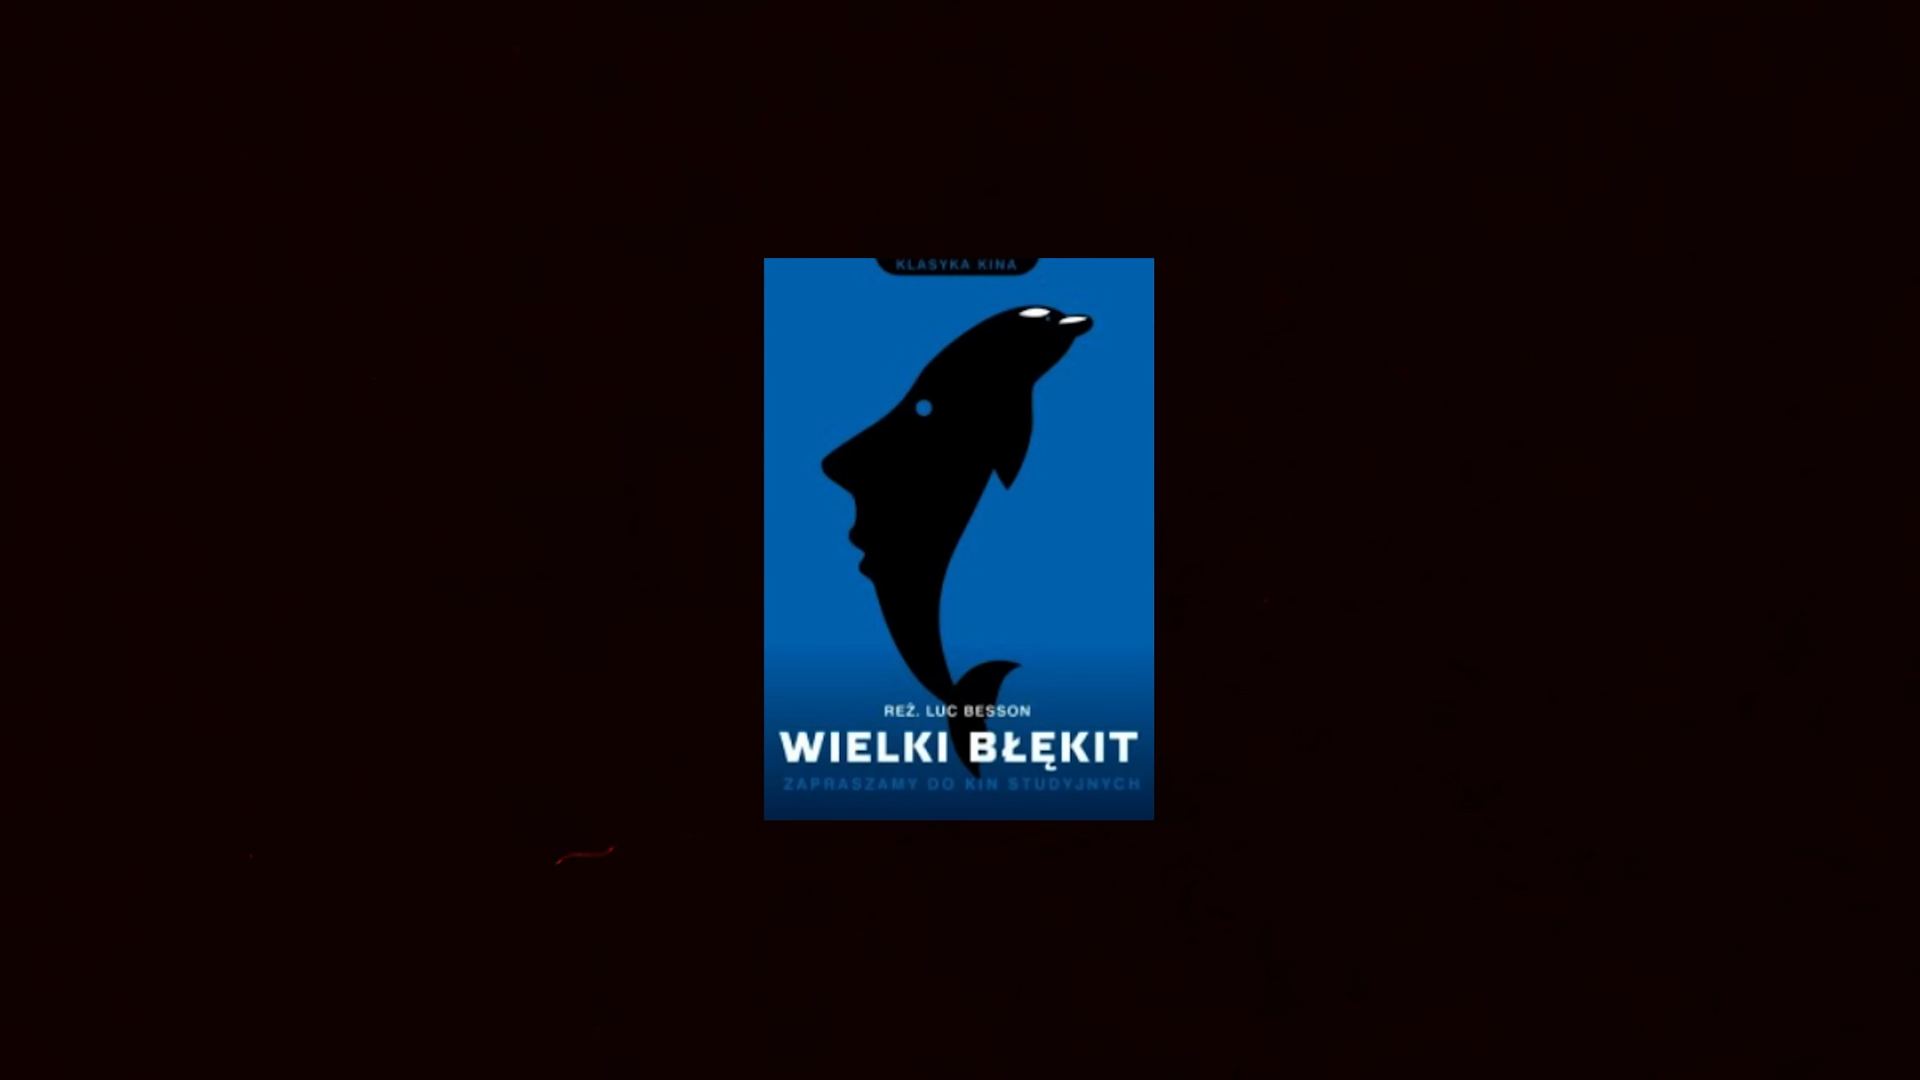 KLASYKA KINA
REŻ. LUC BESSON
WIELKI BŁĘKIT
ZAPRASZAMY DO KIN STUDYJNYCH